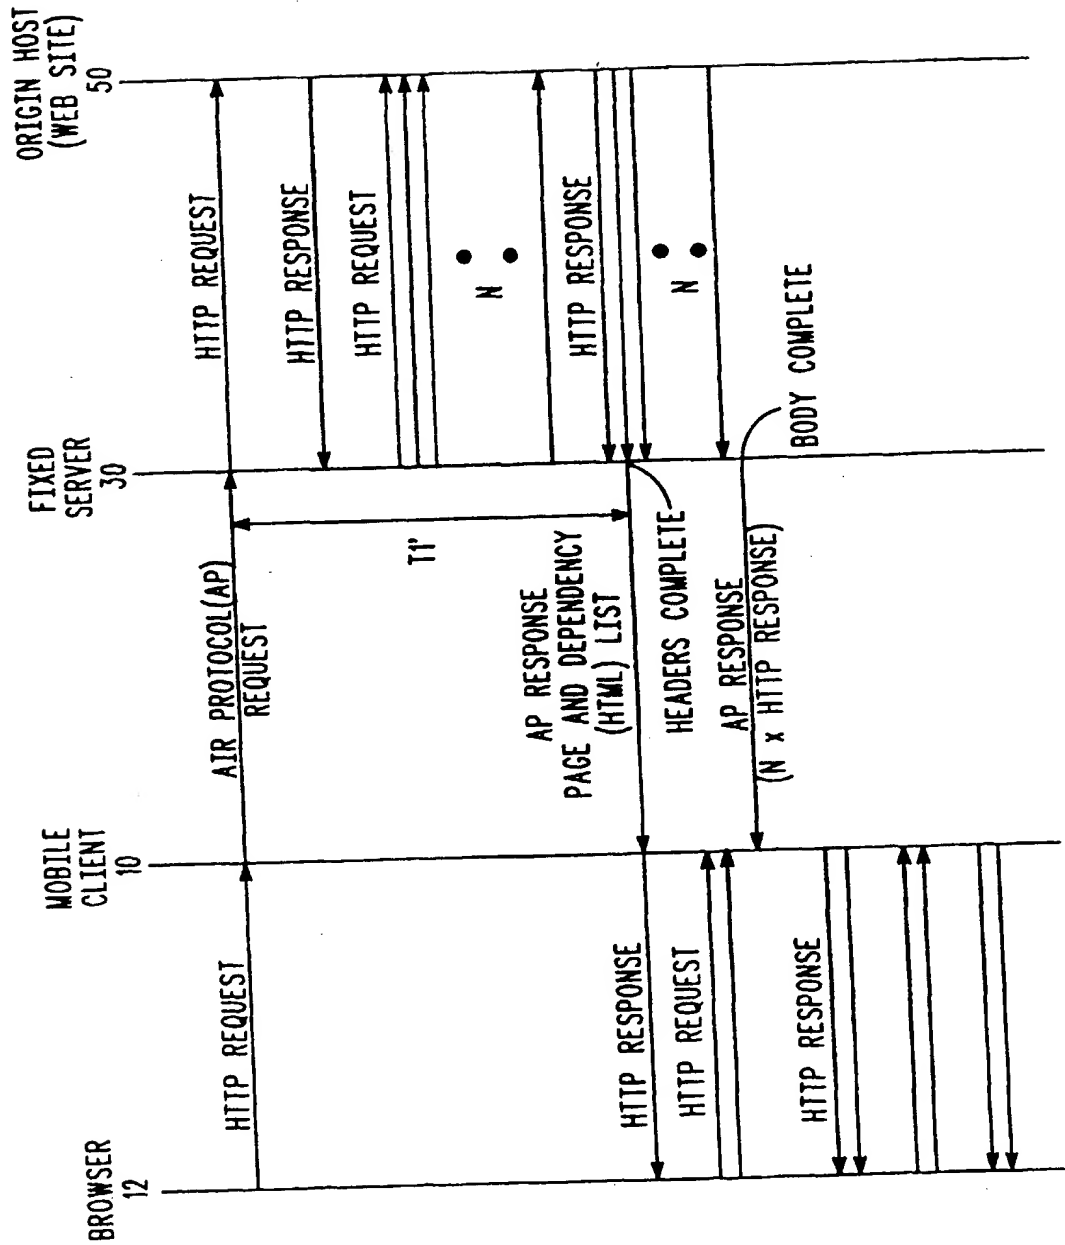 BROWSER
12
MOBILE
CLIENT
10
FIXED
SERVER
30
ORIGIN HOST
(WEB SITE)
50
HTTP REQUEST
AIR PROTOCOL(AP)
REQUEST
HTTP REQUEST
HTTP RESPONSE
HTTP REQUEST
T1'
N
AP RESPONSE
PAGE AND DEPENDENCY
(HTML) LIST
HTTP RESPONSE
HEADERS COMPLETE
HTTP RESPONSE
HTTP REQUEST
N
AP RESPONSE
(N x HTTP RESPONSE)
BODY COMPLETE
HTTP RESPONSE